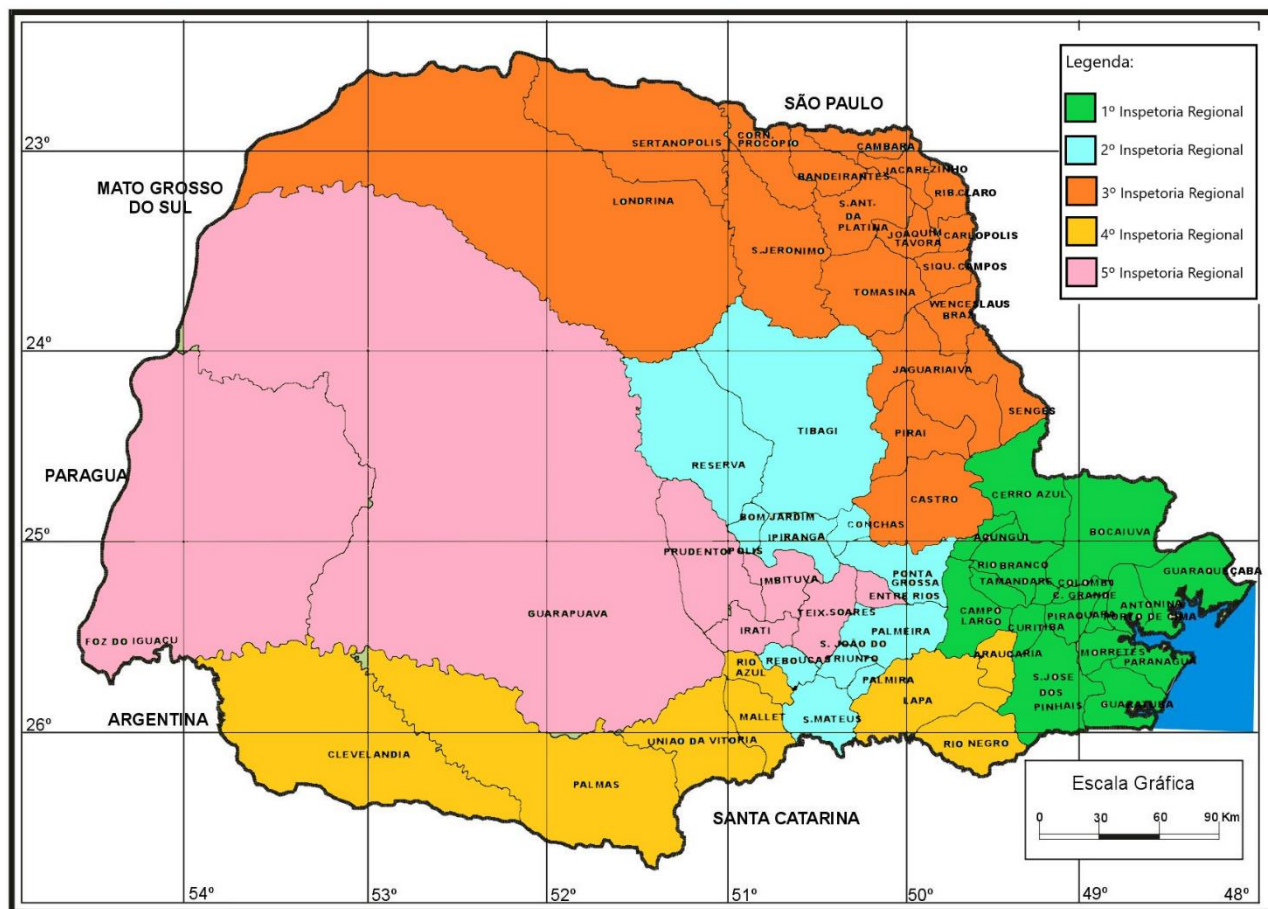 Legenda:
1º Inspetoria Regional
2º Inspetoria Regional
3º Inspetoria Regional
4º Inspetoria Regional
5º Inspetoria Regional
SÃO PAULO
MATO GROSSO
DO SUL
PARAGUA
ARGENTINA
SANTA CATARINA
23º
24º
25º
26º
54º
53º
52º
51º
50º
49º
48º
SERTANOPOLIS
CORN.
PROCOPIO
CAMBARA
BANDEIRANTES
JACAREZINHO
RIB.CLARO
LONDRINA
S.ANT.
DA
PLATINA
JOAQUIM
TAVORA
CARLOPOLIS
S.JERONIMO
SIQU.CAMPOS
TOMASINA
WENCESLAUS
BRAZ
JAGUARIAIVA
SENGES
PIRAI
TIBAGI
RESERVA
CASTRO
CERRO AZUL
BOM JARDIM
CONCHAS
IPIRANGA
BOCAIUVA
AÇUNGUI
PRUDENTOPOLIS
RIO BRANCO
GUARAQUEÇABA
IMBITUVA
PONTA
GROSSA
TAMANDARE
COLOMBO
C. GRANDE
ENTRE RIOS
ANTONINA
GUARAPUAVA
TEIX.SOARES
CAMPO
LARGO
PIRAQUARA
PORTO DE CIMA
CURITIBA
IRATI
PALMEIRA
FOZ DO IGUAÇU
S. JOÃO DO
TRIUNFO
ARAUCARIA
MORRETES
REBOUÇAS
PARANAGUA
RIO
AZUL
PALMIRA
S.JOSE
DOS
PINHAIS
LAPA
GUARATUBA
MALLET
S.MATEUS
UNIAO DA VITORIA
RIO NEGRO
CLEVELANDIA
PALMAS
Escala Gráfica
0 30 60 90 Km